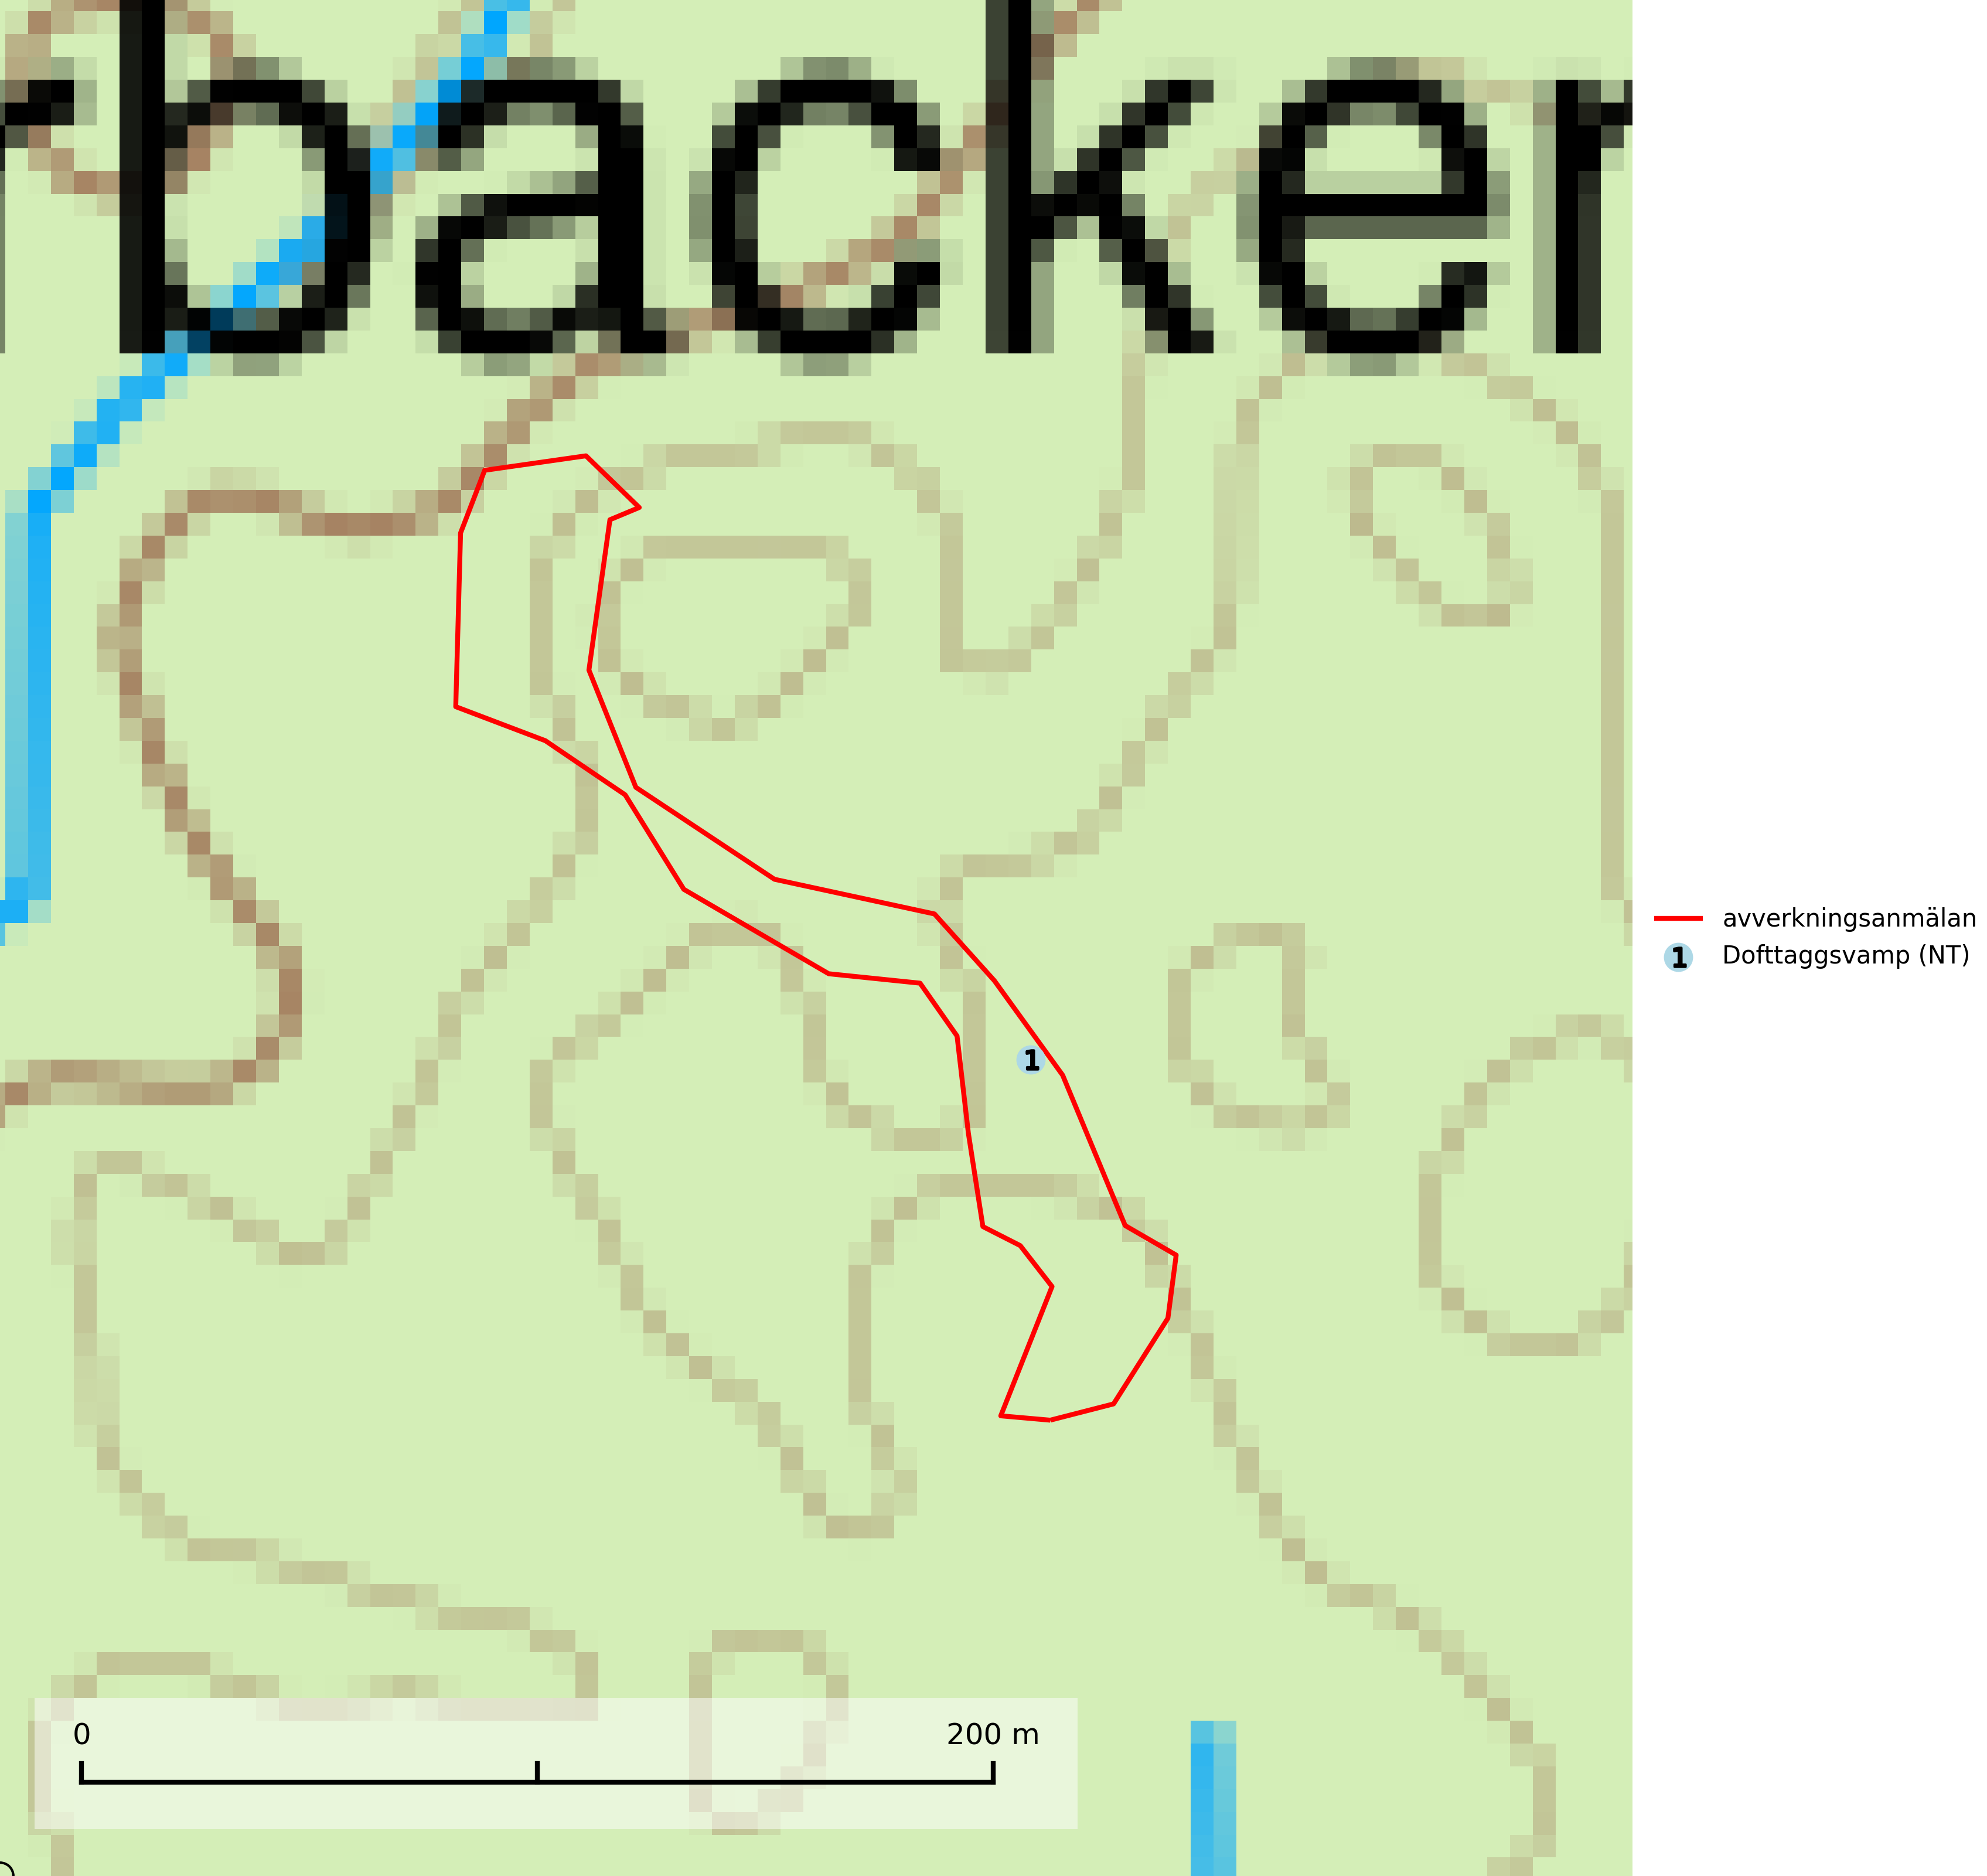 backer
avverkningsanmälan
1 Dofttaggsvamp (NT)
1
0 200 m